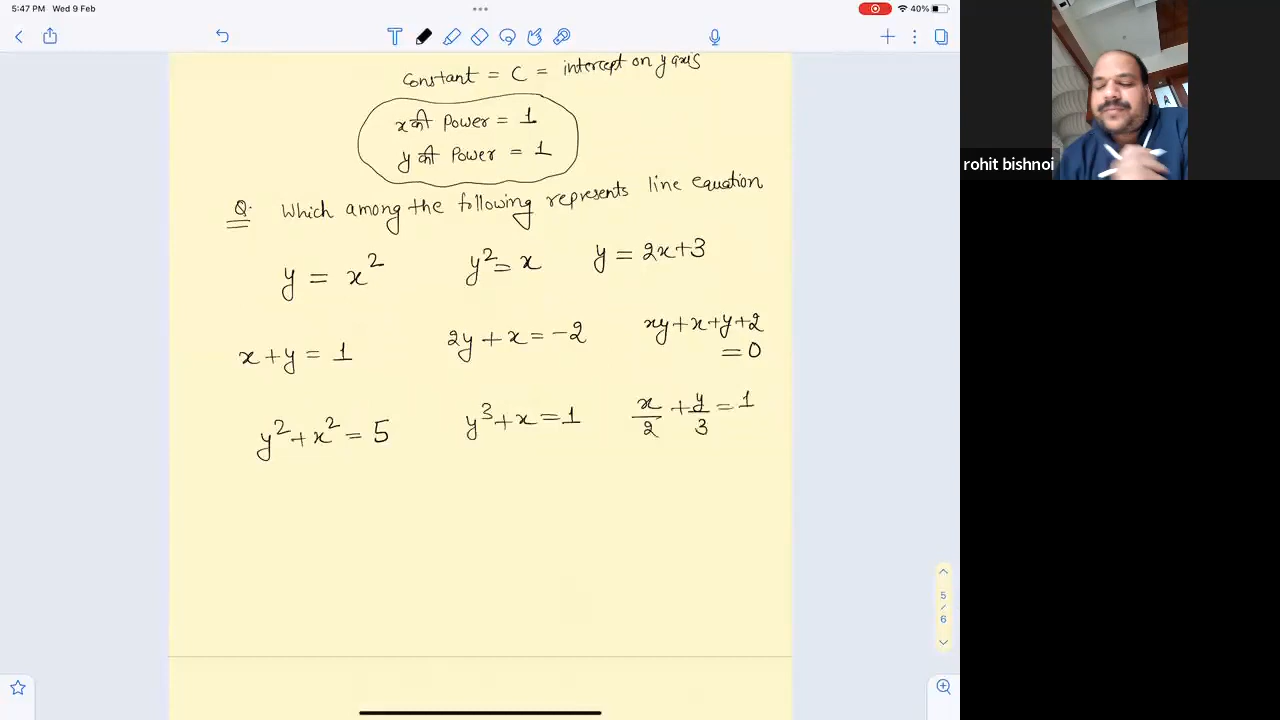 5:47 PM Wed 9 Feb
40%
T
Constant = C = intercept on y axis
x की Power = 1
y की Power = 1
rohit bishnoi
Q. Which among the following represents line equation
y = x² y² = x y = 2x+3
x+y = 1 2y+x = -2 xy+x+y+2
= 0
y²+x² = 5 y³+x = 1 x/2 + y/3 = 1
5
/
6